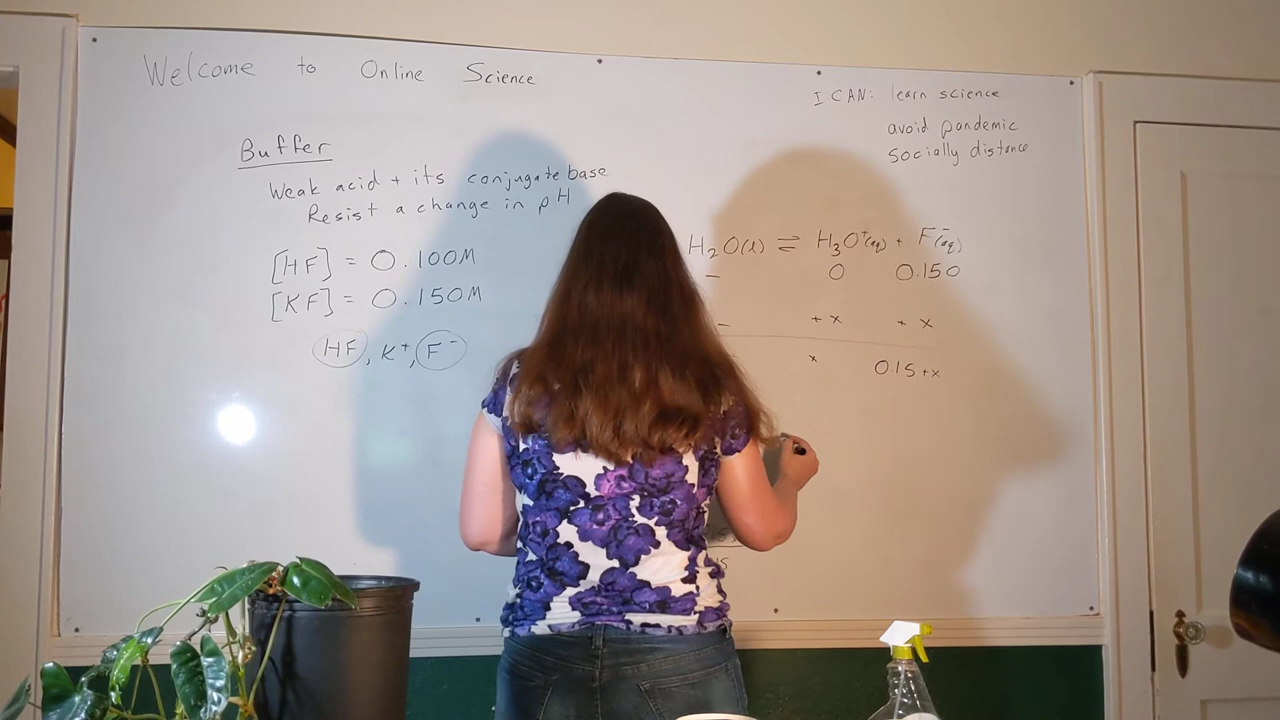 Welcome to Online Science
I CAN: learn science
avoid pandemic
socially distance
Buffer
Weak acid + its conjugate base
Resist a change in pH
[HF] = 0.100M
[KF] = 0.150M
HF, K⁺, F⁻
H₂O(l) ⇌ H₃O⁺(aq) + F⁻(aq)
– 0 0.150
– +x +x
x 0.15+x